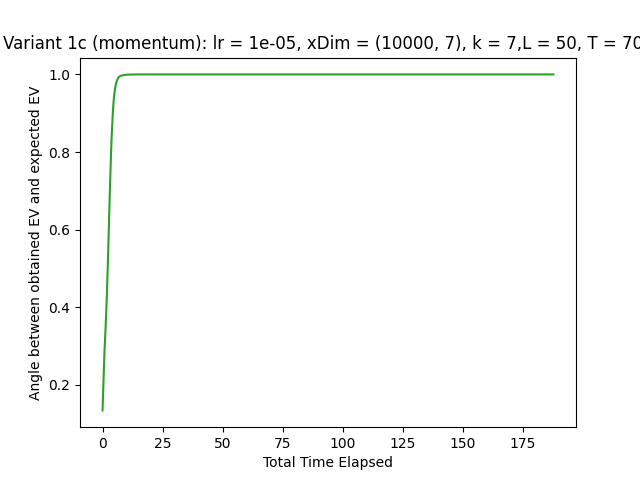 Variant 1c (momentum): lr = 1e-05, xDim = (10000, 7), k = 7,L = 50, T = 70
1.0
0.8
0.6
0.4
0.2
Angle between obtained EV and expected EV
0 25 50 75 100 125 150 175
Total Time Elapsed